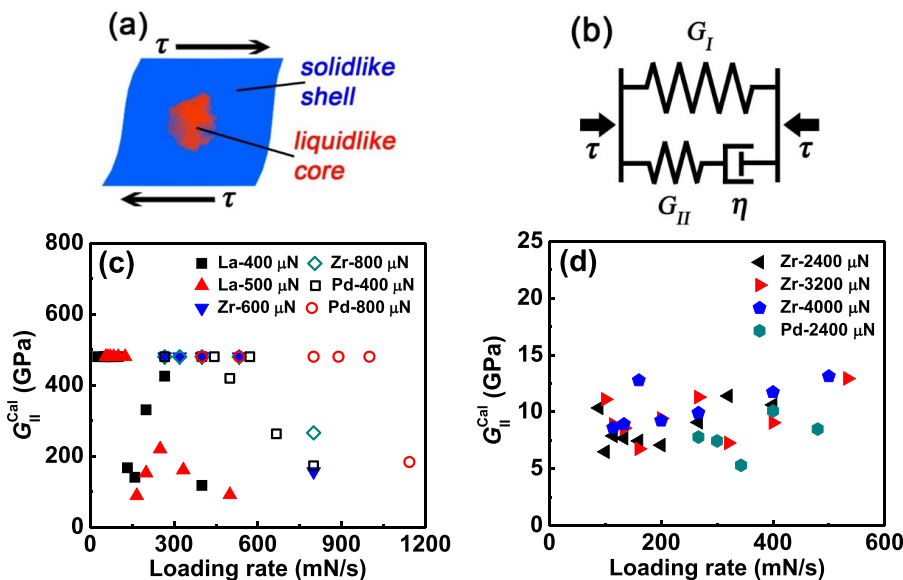 (a)
τ
solidlike
shell
liquidlike
core
τ
(b)
G_I
τ
τ
G_II
η
(c)
La-400 μN
Zr-800 μN
La-500 μN
Pd-400 μN
Zr-600 μN
Pd-800 μN
800
600
400
200
0
G_II^Cal (GPa)
0
300
600
900
1200
Loading rate (mN/s)
(d)
Zr-2400 μN
Zr-3200 μN
Zr-4000 μN
Pd-2400 μN
25
20
15
10
5
0
G_II^Cal (GPa)
0
200
400
600
Loading rate (mN/s)